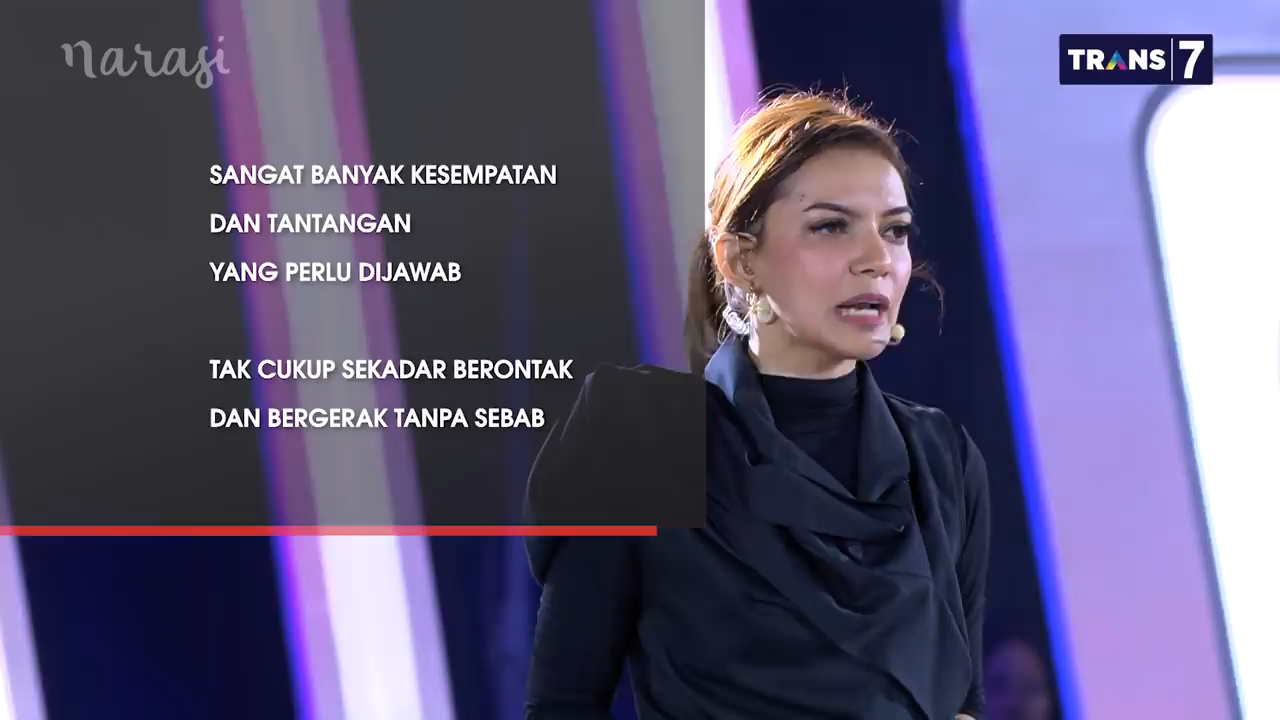 Narasi
TRANS 7
SANGAT BANYAK KESEMPATAN
DAN TANTANGAN
YANG PERLU DIJAWAB
TAK CUKUP SEKADAR BERONTAK
DAN BERGERAK TANPA SEBAB